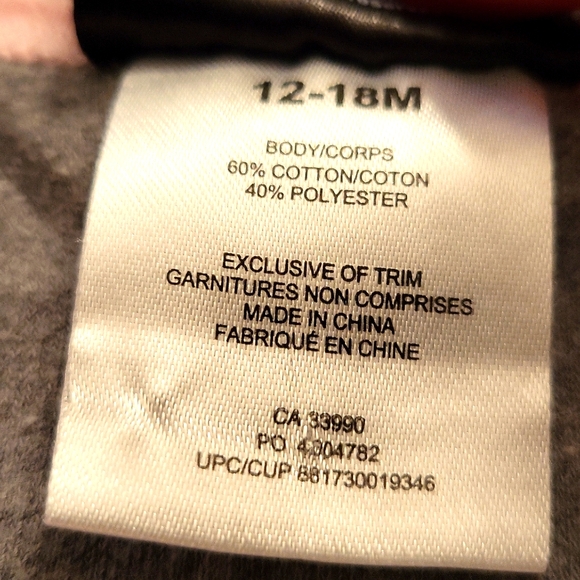 12-18M
BODY/CORPS
60% COTTON/COTON
40% POLYESTER
EXCLUSIVE OF TRIM
GARNITURES NON COMPRISES
MADE IN CHINA
FABRIQUÉ EN CHINE
CA 33990
PO 4004782
UPC/CUP 881730019346